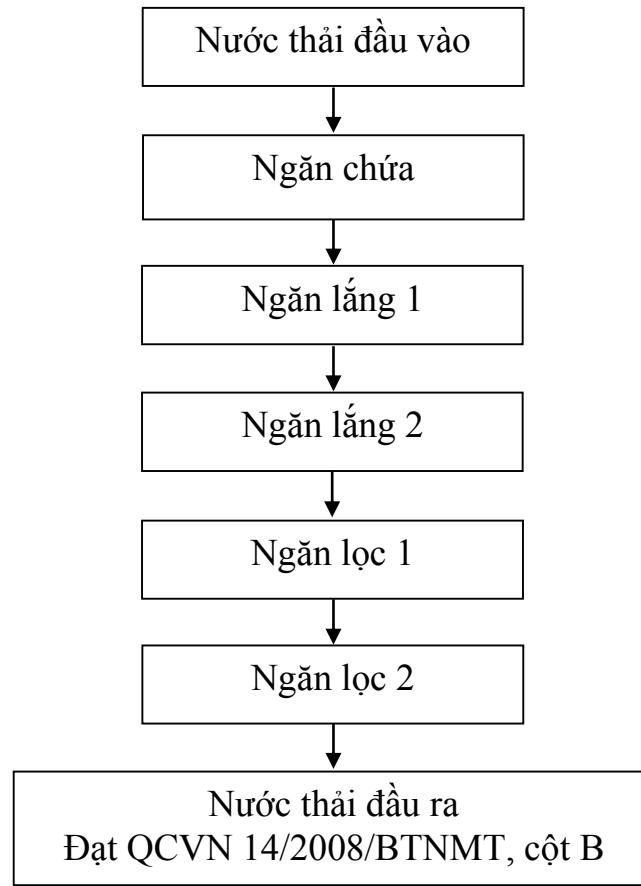 Nước thải đầu vào
Ngăn chứa
Ngăn lắng 1
Ngăn lắng 2
Ngăn lọc 1
Ngăn lọc 2
Nước thải đầu ra
Đạt QCVN 14/2008/BTNMT, cột B